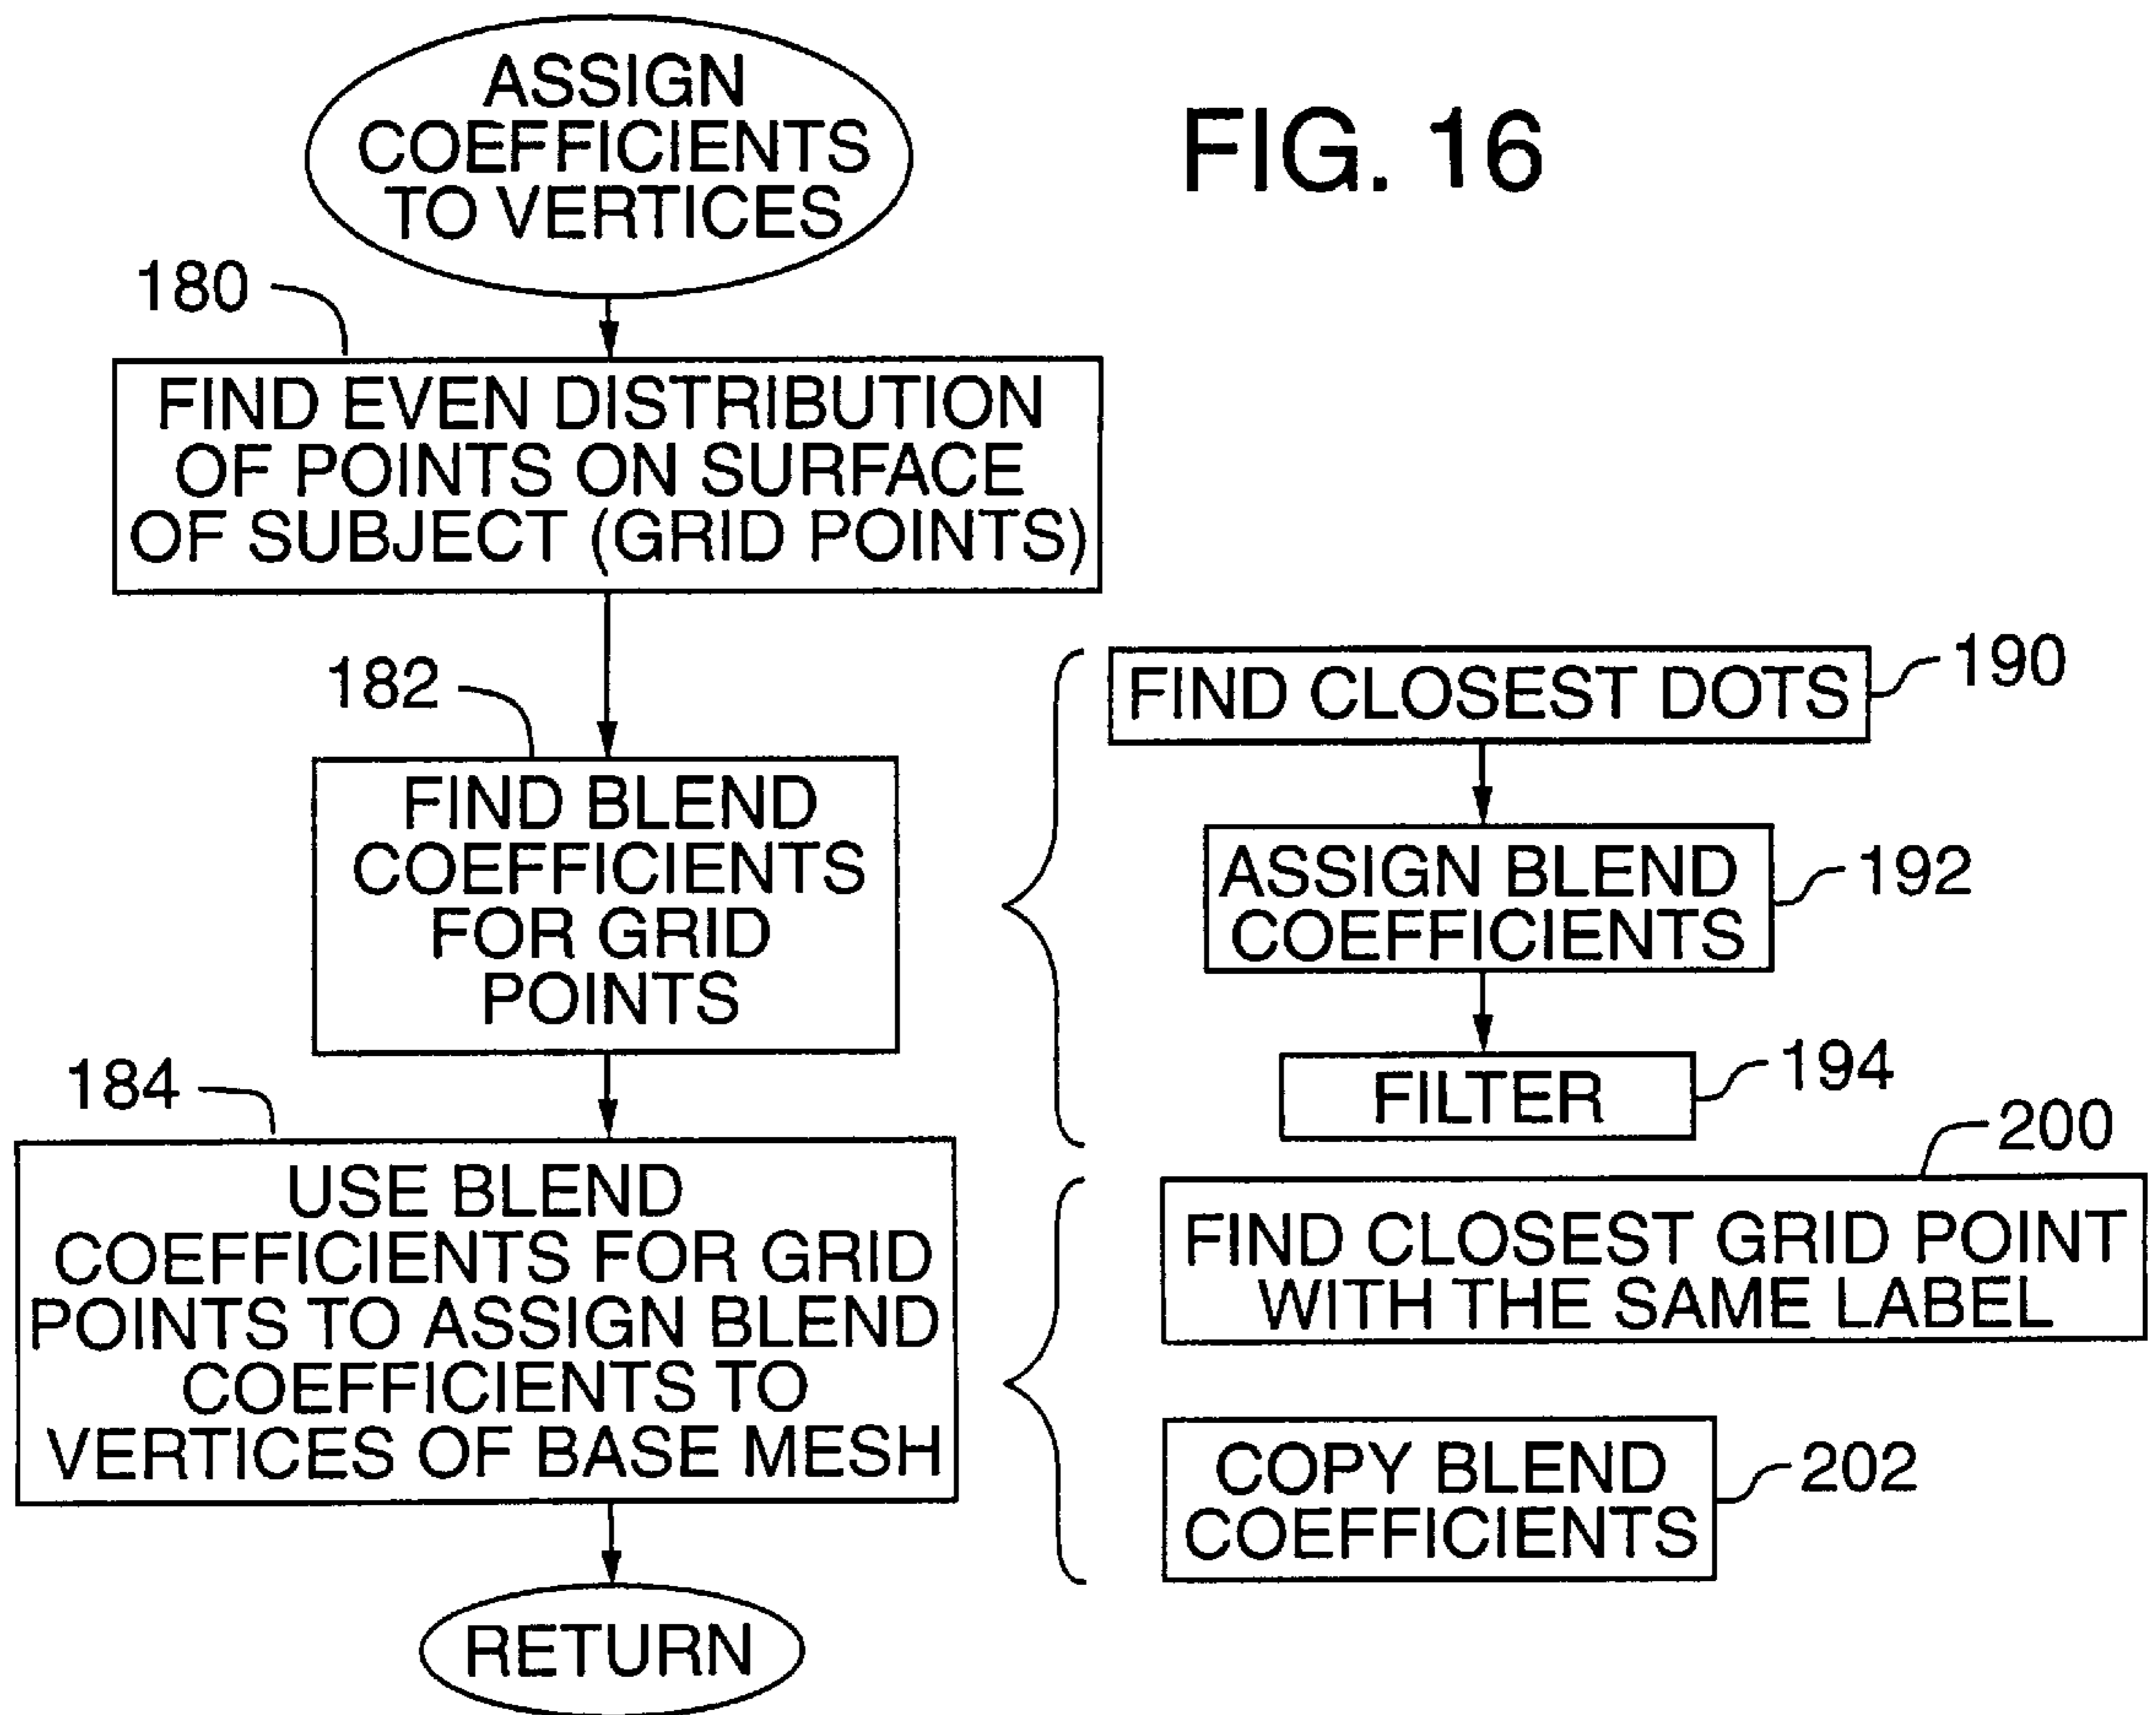 ASSIGN
COEFFICIENTS
TO VERTICES
FIG. 16
180
FIND EVEN DISTRIBUTION
OF POINTS ON SURFACE
OF SUBJECT (GRID POINTS)
182
FIND BLEND
COEFFICIENTS
FOR GRID
POINTS
190
FIND CLOSEST DOTS
192
ASSIGN BLEND
COEFFICIENTS
194
FILTER
184
USE BLEND
COEFFICIENTS FOR GRID
POINTS TO ASSIGN BLEND
COEFFICIENTS TO
VERTICES OF BASE MESH
200
FIND CLOSEST GRID POINT
WITH THE SAME LABEL
202
COPY BLEND
COEFFICIENTS
RETURN